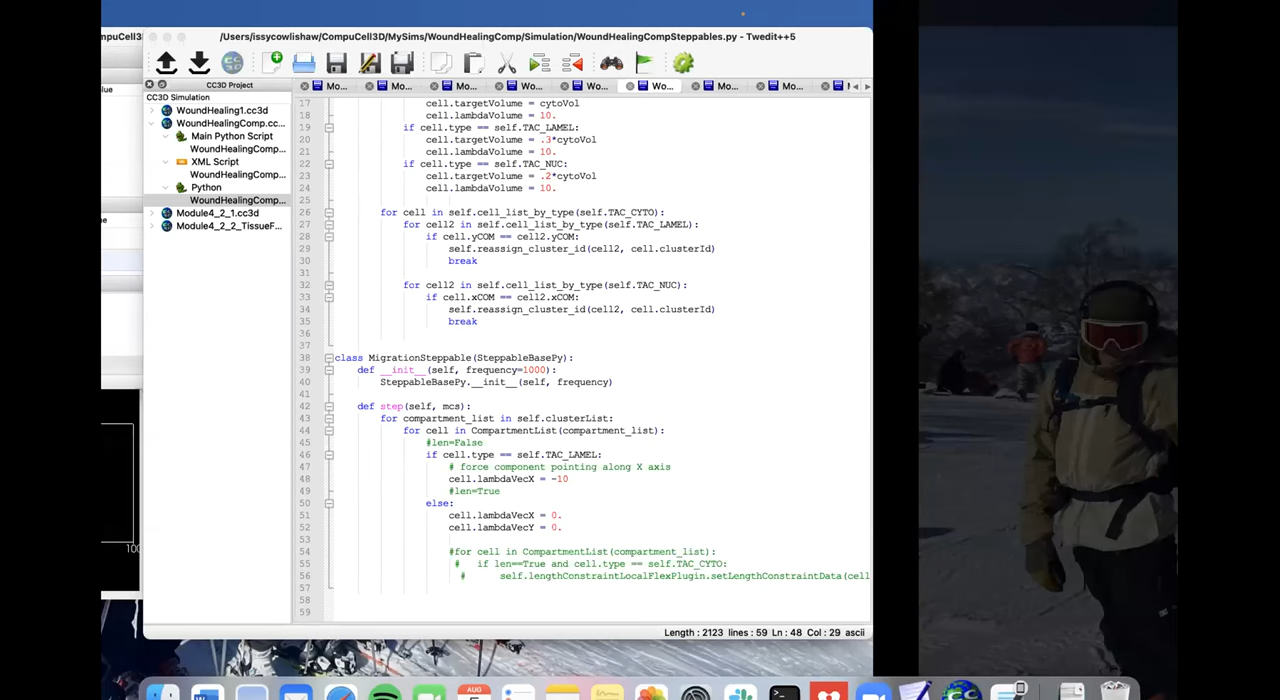 /Users/issycowlishaw/CompuCell3D/MySims/WoundHealingComp/Simulation/WoundHealingCompSteppables.py - Twedit++5
CC3D Project
Mo...
Mo...
Mo...
Wo...
Wo...
Wo...
Mo...
Mo...
CC3D Simulation
WoundHealing1.cc3d
WoundHealingComp.cc...
Main Python Script
WoundHealingComp...
XML Script
WoundHealingComp...
Python
WoundHealingComp...
Module4_2_1.cc3d
Module4_2_2_TissueF...
17 cell.targetVolume = cytoVol
18 cell.lambdaVolume = 10.
19 if cell.type == self.TAC_LAMEL:
20 cell.targetVolume = .3*cytoVol
21 cell.lambdaVolume = 10.
22 if cell.type == self.TAC_NUC:
23 cell.targetVolume = .2*cytoVol
24 cell.lambdaVolume = 10.
25
26 for cell in self.cell_list_by_type(self.TAC_CYTO):
27 for cell2 in self.cell_list_by_type(self.TAC_LAMEL):
28 if cell.yCOM == cell2.yCOM:
29 self.reassign_cluster_id(cell2, cell.clusterId)
30 break
31
32 for cell2 in self.cell_list_by_type(self.TAC_NUC):
33 if cell.xCOM == cell2.xCOM:
34 self.reassign_cluster_id(cell2, cell.clusterId)
35 break
36
37
38 class MigrationSteppable(SteppableBasePy):
39 def __init__(self, frequency=1000):
40 SteppableBasePy.__init__(self, frequency)
41
42 def step(self, mcs):
43 for compartment_list in self.clusterList:
44 for cell in CompartmentList(compartment_list):
45 #len=False
46 if cell.type == self.TAC_LAMEL:
47 # force component pointing along X axis
48 cell.lambdaVecX = -10
49 #len=True
50 else:
51 cell.lambdaVecX = 0.
52 cell.lambdaVecY = 0.
53
54 #for cell in CompartmentList(compartment_list):
55 # if len==True and cell.type == self.TAC_CYTO:
56 # self.lengthConstraintLocalFlexPlugin.setLengthConstraintData(cell
57
58
59
Length : 2123 lines : 59 Ln : 48 Col : 29 ascii
100
AUG